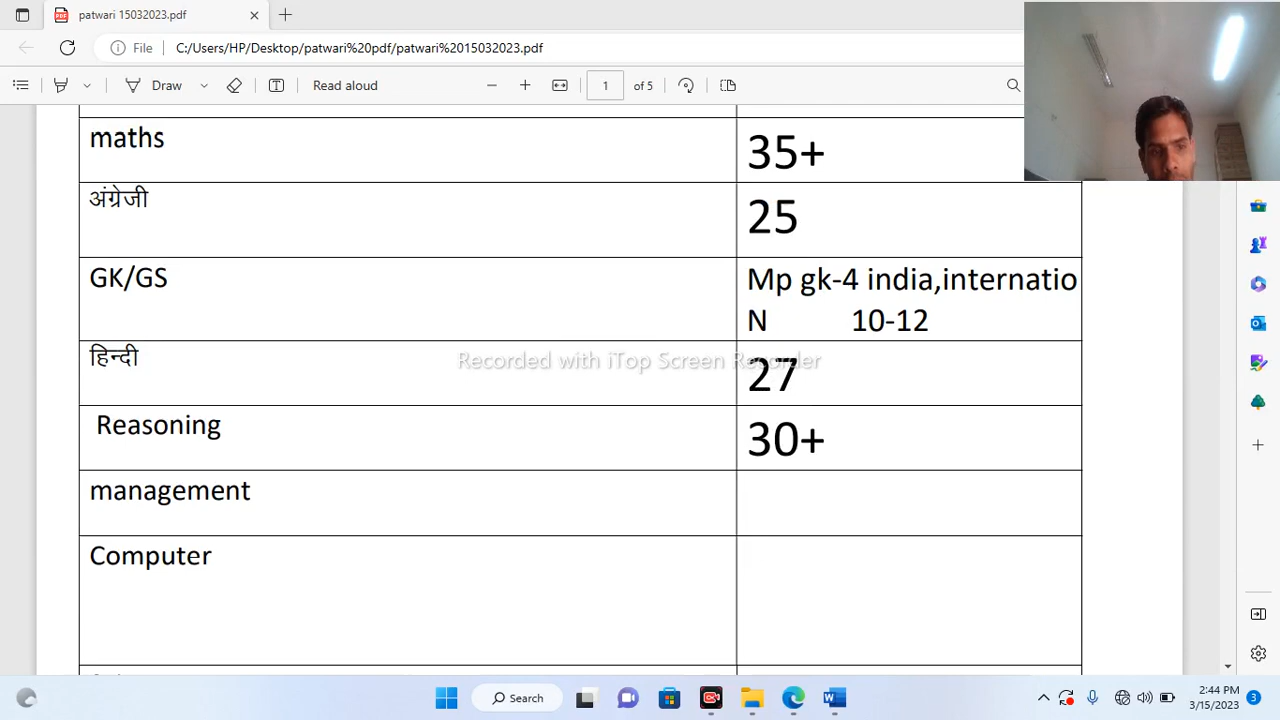 patwari 15032023.pdf
File C:/Users/HP/Desktop/patwari%20pdf/patwari%2015032023.pdf
Draw Read aloud 1 of 5
maths 35+
अंग्रेजी 25
GK/GS Mp gk-4 india,internatio
N 10-12
हिन्दी 27
Recorded with iTop Screen Recorder
Reasoning 30+
management
Computer
Search
2:44 PM
3/15/2023 3